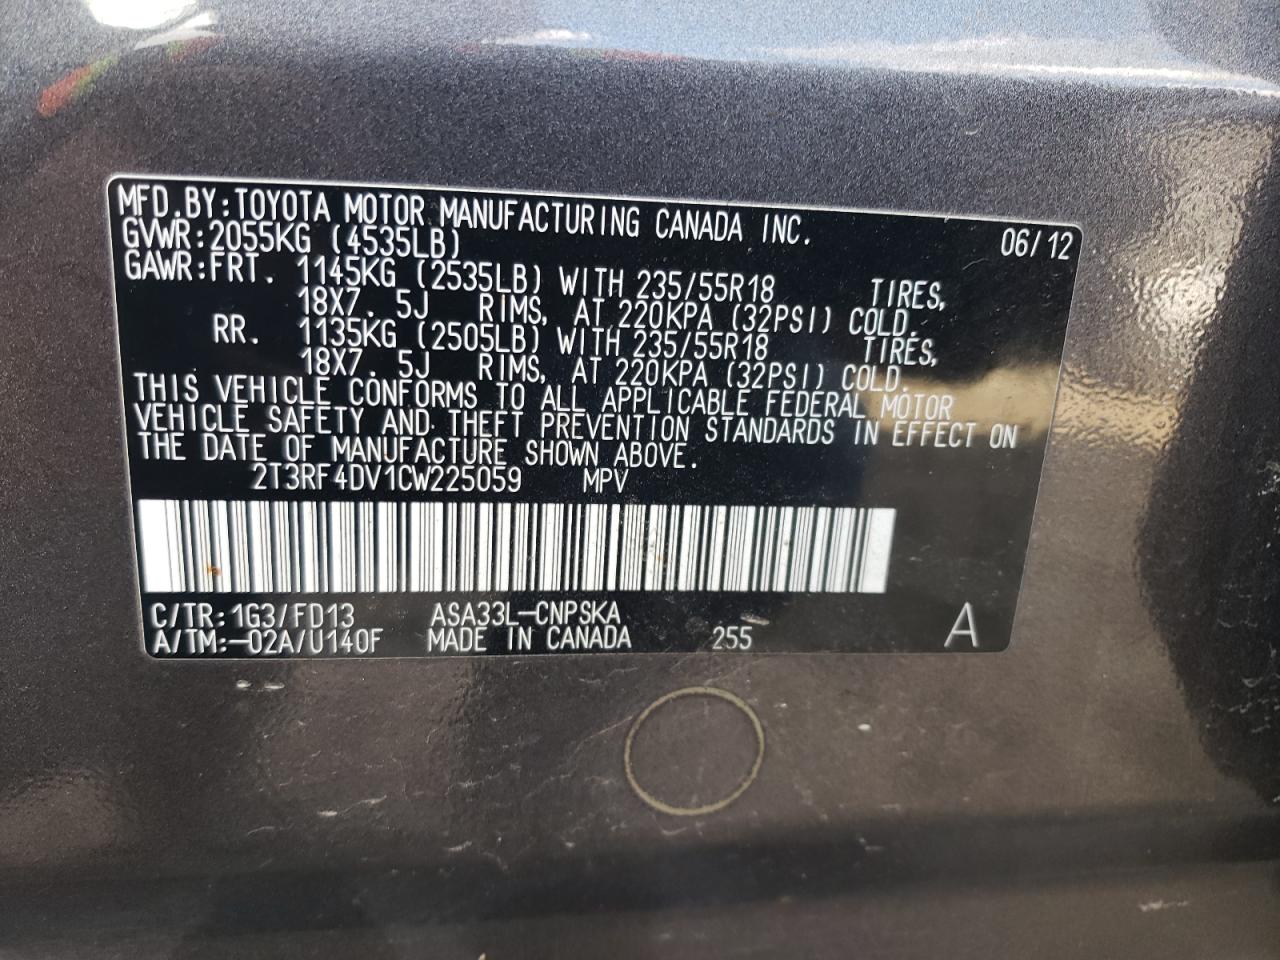 MFD.BY:TOYOTA MOTOR MANUFACTURING CANADA INC. 06/12
GVWR:2055KG (4535LB)
GAWR:FRT. 1145KG (2535LB) WITH 235/55R18 TIRES,
18X7. 5J RIMS, AT 220KPA (32PSI) COLD.
RR. 1135KG (2505LB) WITH 235/55R18 TIRES,
18X7. 5J RIMS, AT 220KPA (32PSI) COLD.
THIS VEHICLE CONFORMS TO ALL APPLICABLE FEDERAL MOTOR
VEHICLE SAFETY AND THEFT PREVENTION STANDARDS IN EFFECT ON
THE DATE OF MANUFACTURE SHOWN ABOVE.
2T3RF4DV1CW225059 MPV
C/TR:1G3/FD13 ASA33L-CNPSKA
A/TM:-02A/U140F MADE IN CANADA 255 A